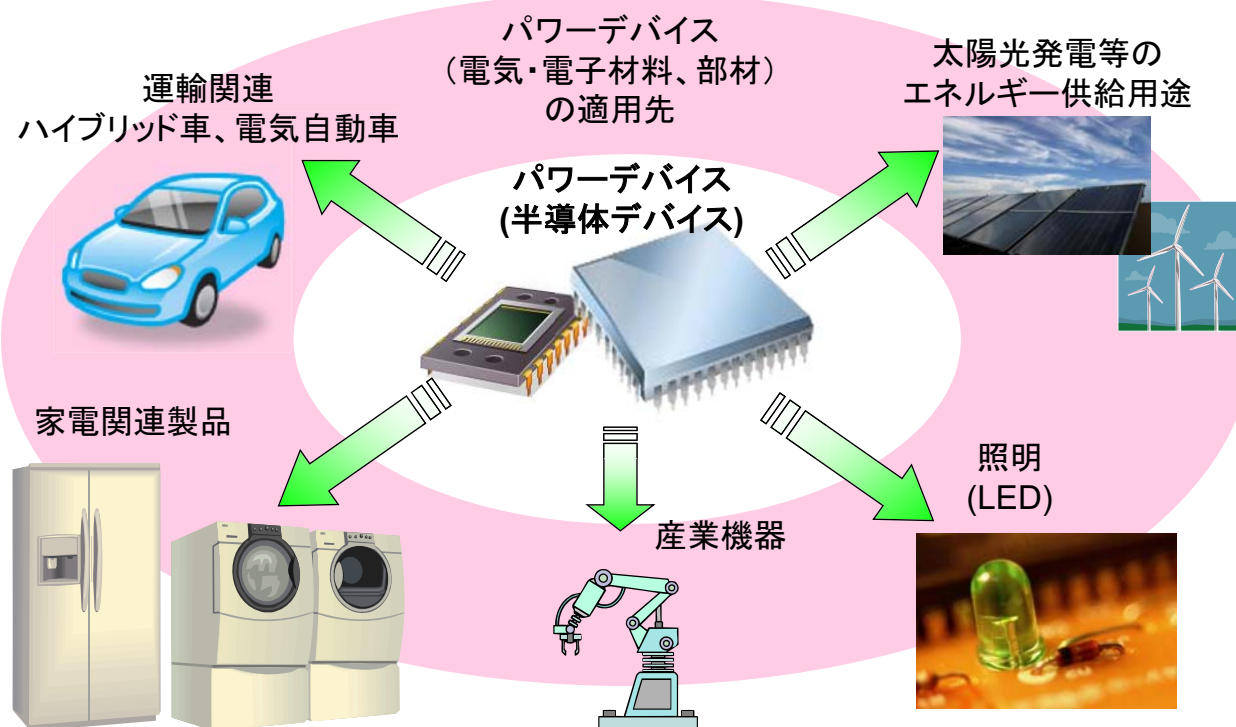 パワーデバイス
（電気・電子材料、部材）
の適用先
運輸関連
ハイブリッド車、電気自動車
太陽光発電等の
エネルギー供給用途
パワーデバイス
(半導体デバイス)
家電関連製品
照明
(LED)
産業機器